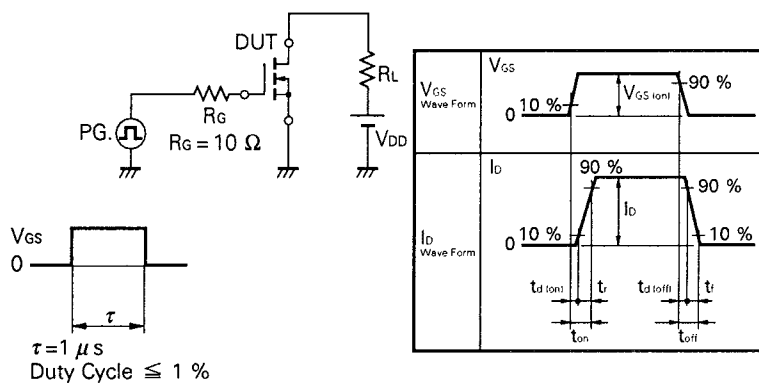 DUT
RL
RG
PG.
RG = 10 Ω
VDD
VGS
0
τ
τ = 1 μs
Duty Cycle ≦ 1 %
VGS
Wave Form
VGS
10 %
0
VGS (on)
90 %
ID
Wave Form
ID
90 %
90 %
ID
10 %
0
10 %
td (on)
tr
td (off)
tf
ton
toff